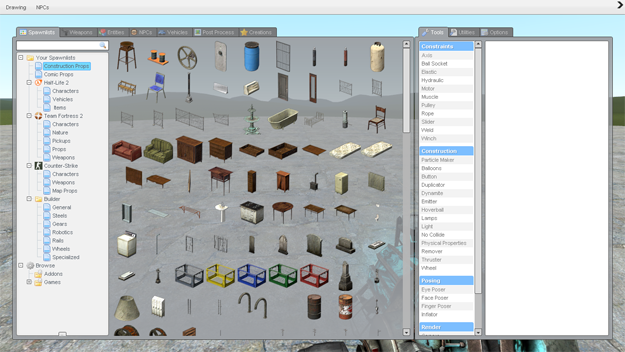 Drawing NPCs
Spawnlists Weapons Entities NPCs Vehicles Post Process Creations
Tools Utilities Options
Your Spawnlists
Construction Props
Comic Props
Half-Life 2
Characters
Vehicles
Items
Team Fortress 2
Characters
Nature
Pickups
Props
Weapons
Counter-Strike
Characters
Weapons
Map Props
Builder
General
Steels
Gears
Robotics
Rails
Wheels
Specialized
Browse
Addons
Games
Constraints
Axis
Ball Socket
Elastic
Hydraulic
Motor
Muscle
Pulley
Rope
Slider
Weld
Winch
Construction
Particle Maker
Balloons
Button
Duplicator
Dynamite
Emitter
Hoverball
Lamps
Light
No Collide
Physical Properties
Remover
Thruster
Wheel
Posing
Eye Poser
Face Poser
Finger Poser
Inflator
Render